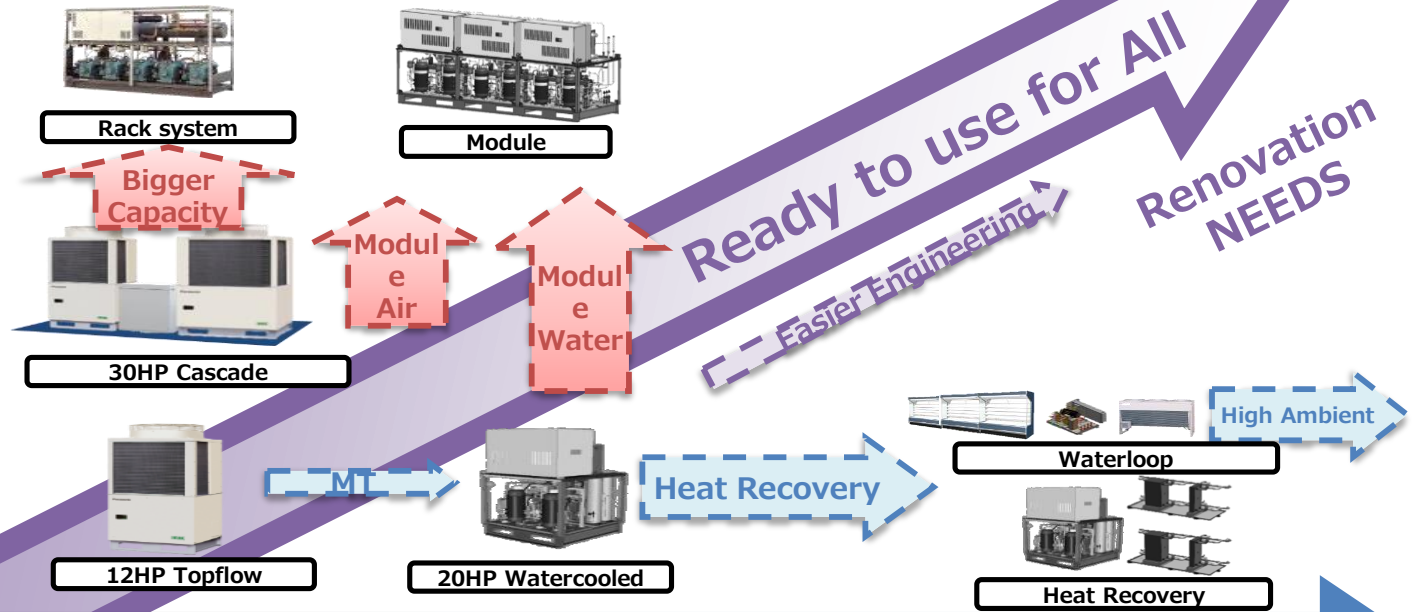 Rack system
Module
Bigger
Capacity
Modul
e
Air
Modul
e
Water
Ready to use for All
Renovation
NEEDS
Easier Engineering
30HP Cascade
High Ambient
Waterloop
MT
Heat Recovery
12HP Topflow
20HP Watercooled
Heat Recovery